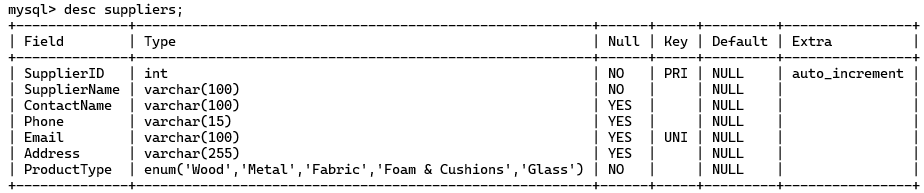 mysql> desc suppliers;
+--------------+-------------------------------------------------------+------+-----+---------+----------------+
| Field        | Type                                                  | Null | Key | Default | Extra          |
+--------------+-------------------------------------------------------+------+-----+---------+----------------+
| SupplierID   | int                                                   | NO   | PRI | NULL    | auto_increment |
| SupplierName | varchar(100)                                          | NO   |     | NULL    |                |
| ContactName  | varchar(100)                                          | YES  |     | NULL    |                |
| Phone        | varchar(15)                                           | YES  |     | NULL    |                |
| Email        | varchar(100)                                          | YES  | UNI | NULL    |                |
| Address      | varchar(255)                                          | YES  |     | NULL    |                |
| ProductType  | enum('Wood','Metal','Fabric','Foam & Cushions','Glass') | NO   |     | NULL    |                |
+--------------+-------------------------------------------------------+------+-----+---------+----------------+